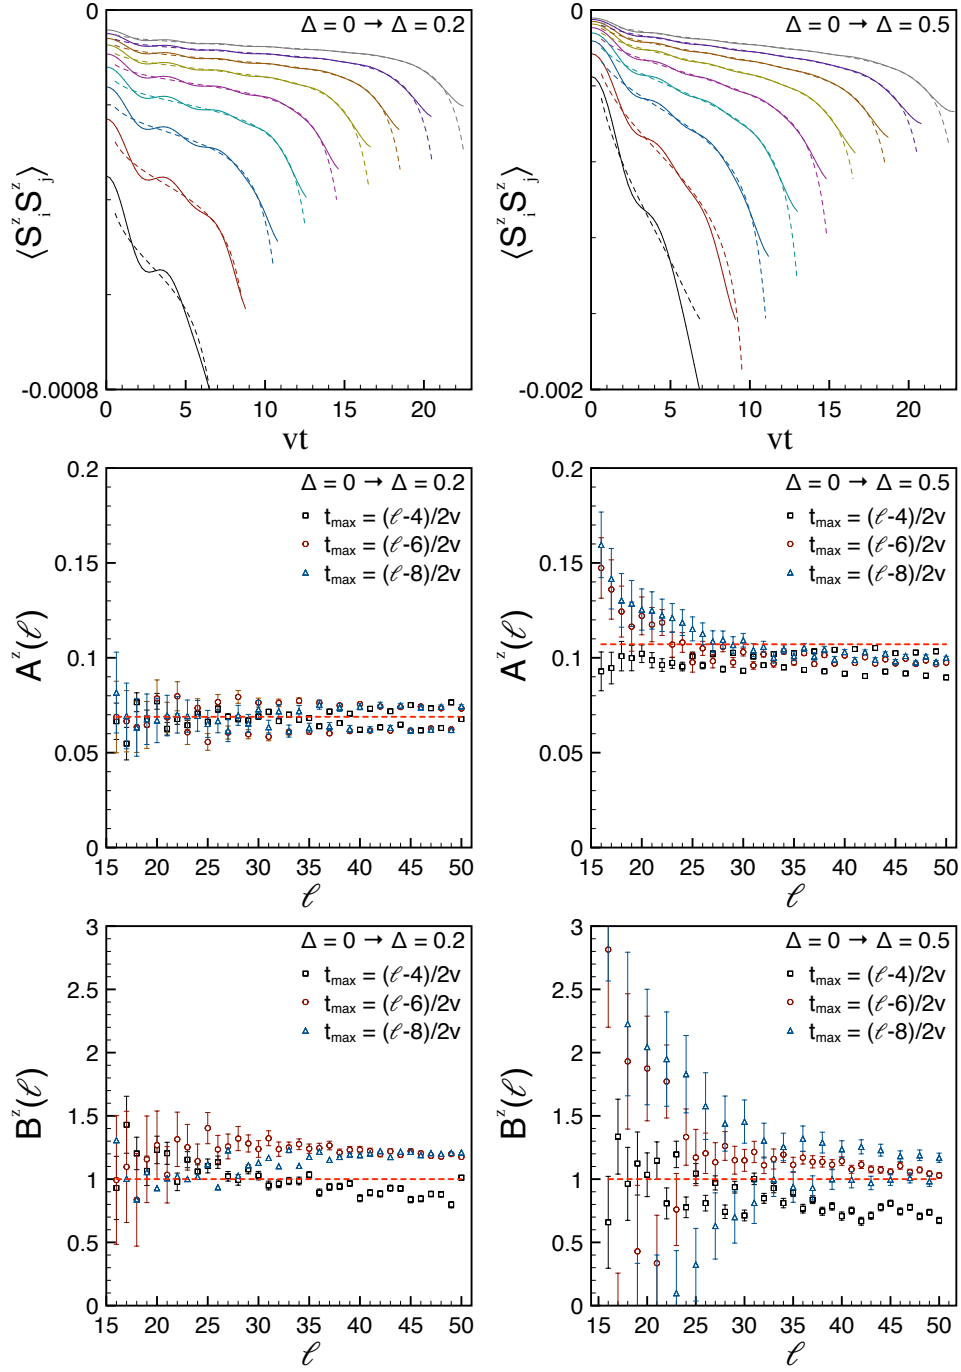 Δ = 0 → Δ = 0.2
0
-0.0008
⟨S^z_i S^z_j⟩
0 5 10 15 20
vt
Δ = 0 → Δ = 0.5
0
-0.002
⟨S^z_i S^z_j⟩
0 5 10 15 20
vt
Δ = 0 → Δ = 0.2
t_max = (ℓ-4)/2v
t_max = (ℓ-6)/2v
t_max = (ℓ-8)/2v
0.2
0.15
0.1
0.05
0
A^z(ℓ)
15 20 25 30 35 40 45 50
ℓ
Δ = 0 → Δ = 0.5
t_max = (ℓ-4)/2v
t_max = (ℓ-6)/2v
t_max = (ℓ-8)/2v
0.2
0.15
0.1
0.05
0
A^z(ℓ)
15 20 25 30 35 40 45 50
ℓ
Δ = 0 → Δ = 0.2
t_max = (ℓ-4)/2v
t_max = (ℓ-6)/2v
t_max = (ℓ-8)/2v
3
2.5
2
1.5
1
0.5
0
B^z(ℓ)
15 20 25 30 35 40 45 50
ℓ
Δ = 0 → Δ = 0.5
t_max = (ℓ-4)/2v
t_max = (ℓ-6)/2v
t_max = (ℓ-8)/2v
3
2.5
2
1.5
1
0.5
0
B^z(ℓ)
15 20 25 30 35 40 45 50
ℓ